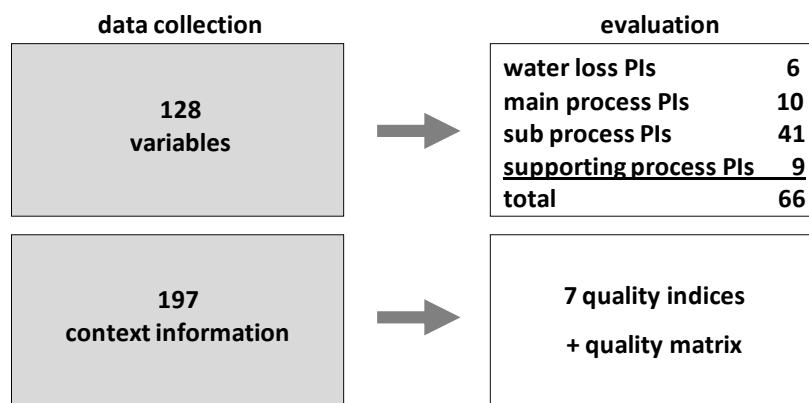 data collection
evaluation
128
variables
water loss PIs 6
main process PIs 10
sub process PIs 41
supporting process PIs 9
total 66
197
context information
7 quality indices
+ quality matrix